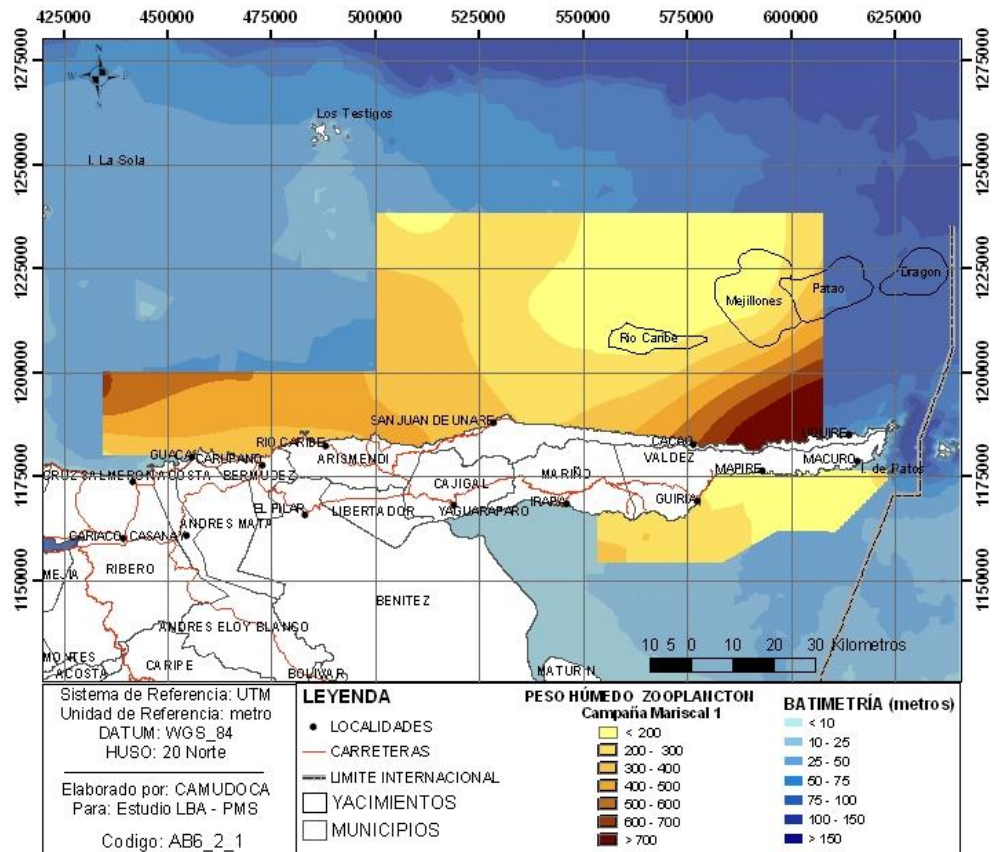 425000 450000 475000 500000 525000 550000 575000 600000 625000
1275000 1275000
N
W E
S
Los Testigos
I. La Sola
1250000 1250000
1225000 1225000
Dragon
Patao
Mejillones
Rio Caribe
1200000 1200000
SAN JUAN DE UNARE
RIO CARIBE
CACAO
UQUIRE
GUACA
CARUPANO
ARISMENDI
VALDEZ
MACURO
CRUZ SALMERON ACOSTA
BERMUDEZ
MARIÑO
MAPIRE
I. de Patos
1175000 1175000
CAJIGAL
GUIRIA
EL PILAR
LIBERTADOR
YAGUARAPARO
IRAPA
ANDRES MATA
CARIACO
CASANAY
MEJIA
RIBERO
1150000 1150000
BENITEZ
ANDRES ELOY BLANCO
MONTES
CARIPE
ACOSTA
BOLIVAR
MATURIN
10 5 0 10 20 30 Kilometros
Sistema de Referencia: UTM
Unidad de Referencia: metro
DATUM: WGS_84
HUSO: 20 Norte
Elaborado por: CAMUDOCA
Para: Estudio LBA - PMS
Codigo: AB6_2_1
LEYENDA
LOCALIDADES
CARRETERAS
LIMITE INTERNACIONAL
YACIMIENTOS
MUNICIPIOS
PESO HÚMEDO ZOOPLANCTON
Campaña Mariscal 1
< 200
200 - 300
300 - 400
400 - 500
500 - 600
600 - 700
>700
BATIMETRÍA (metros)
< 10
10 - 25
25 - 50
50 - 75
75 - 100
100 - 150
> 150